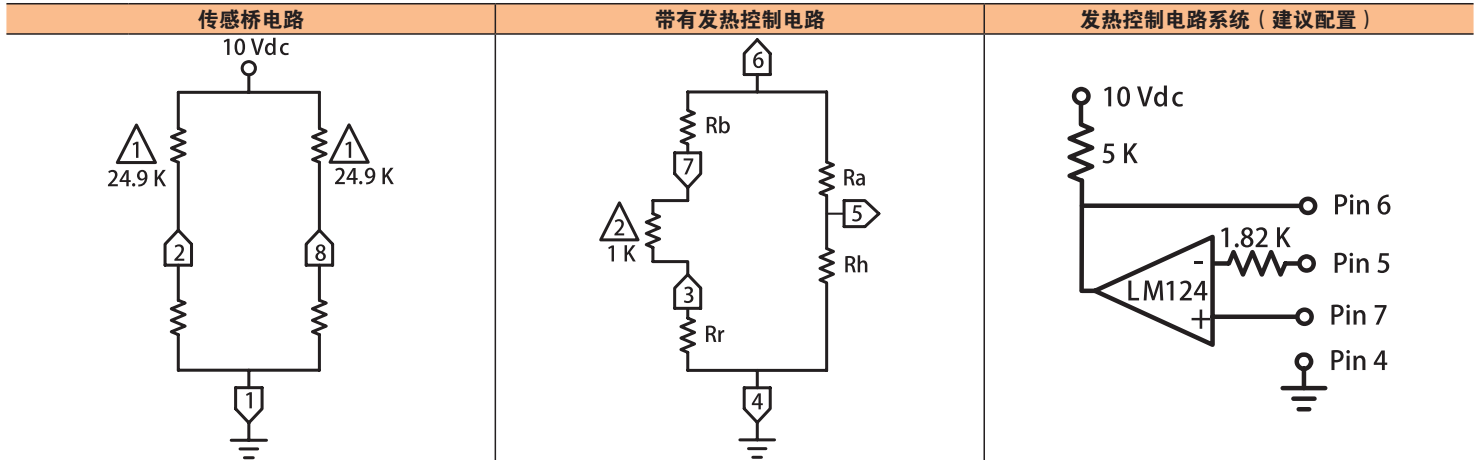 传感桥电路
10 Vdc
1
24.9 K
1
24.9 K
2
8
1
带有发热控制电路
6
Rb
7
2
1 K
3
Rr
4
Ra
5
Rh
发热控制电路系统（建议配置）
10 Vdc
5 K
Pin 6
1.82 K
-
Pin 5
LM124
+
Pin 7
Pin 4